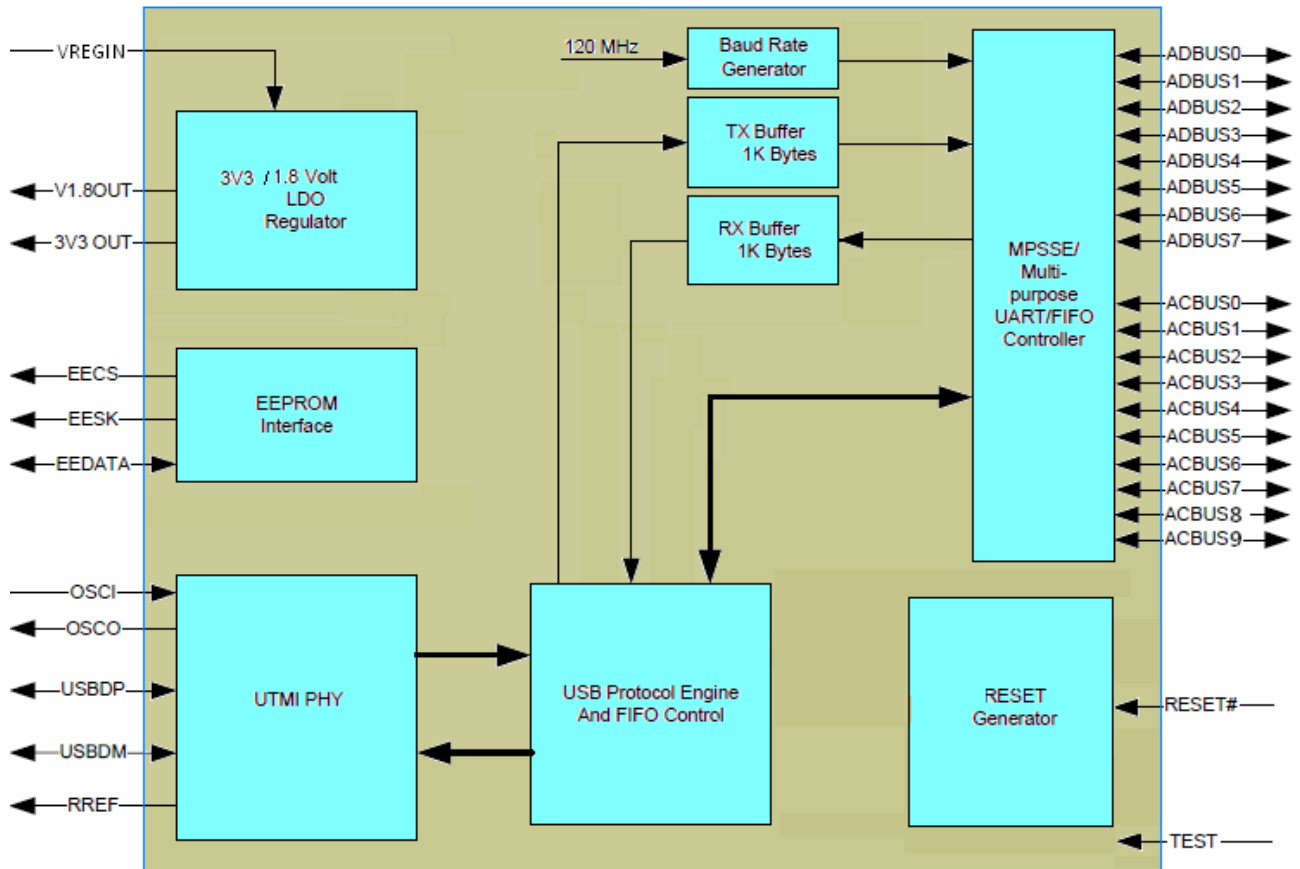 VREGIN
3V3 / 1.8 Volt
LDO
Regulator
V1.8OUT
3V3 OUT
EECS
EESK
EEDATA
EEPROM
Interface
OSCI
OSCO
USBDP
USBDM
RREF
UTMI PHY
120 MHz
Baud Rate
Generator
TX Buffer
1K Bytes
RX Buffer
1K Bytes
USB Protocol Engine
And FIFO Control
MPSSE/
Multi-
purpose
UART/FIFO
Controller
RESET
Generator
ADBUS0
ADBUS1
ADBUS2
ADBUS3
ADBUS4
ADBUS5
ADBUS6
ADBUS7
ACBUS0
ACBUS1
ACBUS2
ACBUS3
ACBUS4
ACBUS5
ACBUS6
ACBUS7
ACBUS8
ACBUS9
RESET#
TEST